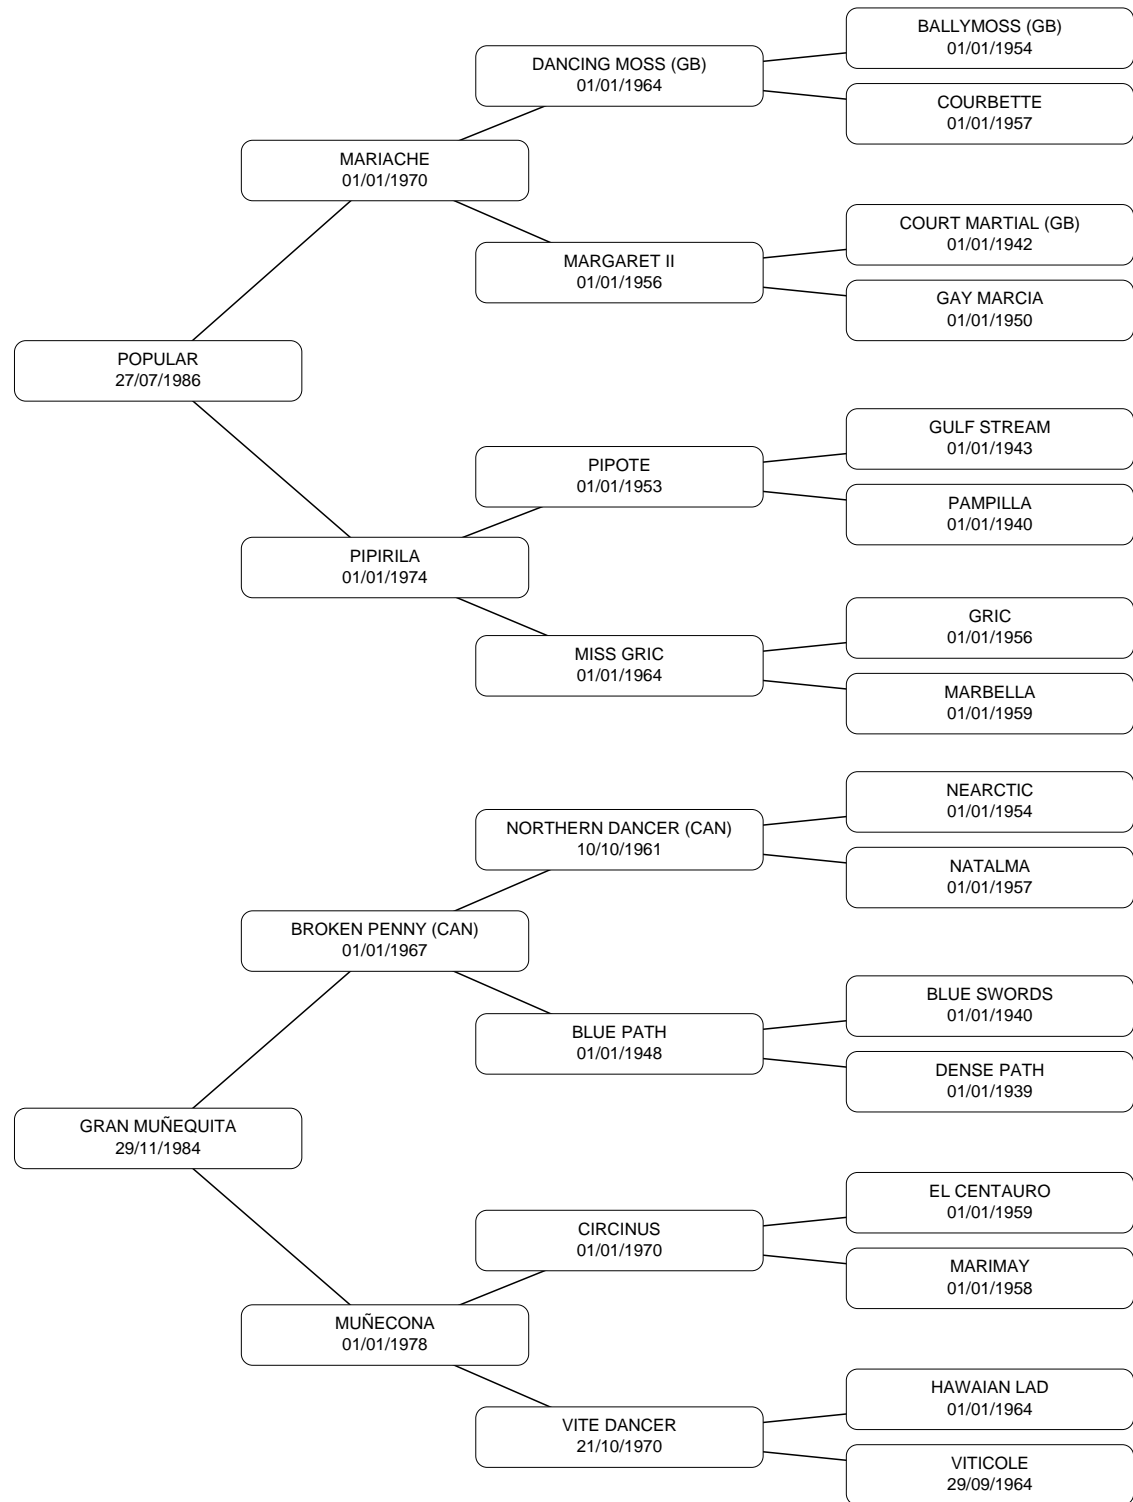 BALLYMOSS (GB)
01/01/1954
DANCING MOSS (GB)
01/01/1964
COURBETTE
01/01/1957
MARIACHE
01/01/1970
COURT MARTIAL (GB)
01/01/1942
MARGARET II
01/01/1956
GAY MARCIA
01/01/1950
POPULAR
27/07/1986
GULF STREAM
01/01/1943
PIPOTE
01/01/1953
PAMPILLA
01/01/1940
PIPIRILA
01/01/1974
GRIC
01/01/1956
MISS GRIC
01/01/1964
MARBELLA
01/01/1959
NEARCTIC
01/01/1954
NORTHERN DANCER (CAN)
10/10/1961
NATALMA
01/01/1957
BROKEN PENNY (CAN)
01/01/1967
BLUE SWORDS
01/01/1940
BLUE PATH
01/01/1948
DENSE PATH
01/01/1939
GRAN MUÑEQUITA
29/11/1984
EL CENTAURO
01/01/1959
CIRCINUS
01/01/1970
MARIMAY
01/01/1958
MUÑECONA
01/01/1978
HAWAIAN LAD
01/01/1964
VITE DANCER
21/10/1970
VITICOLE
29/09/1964